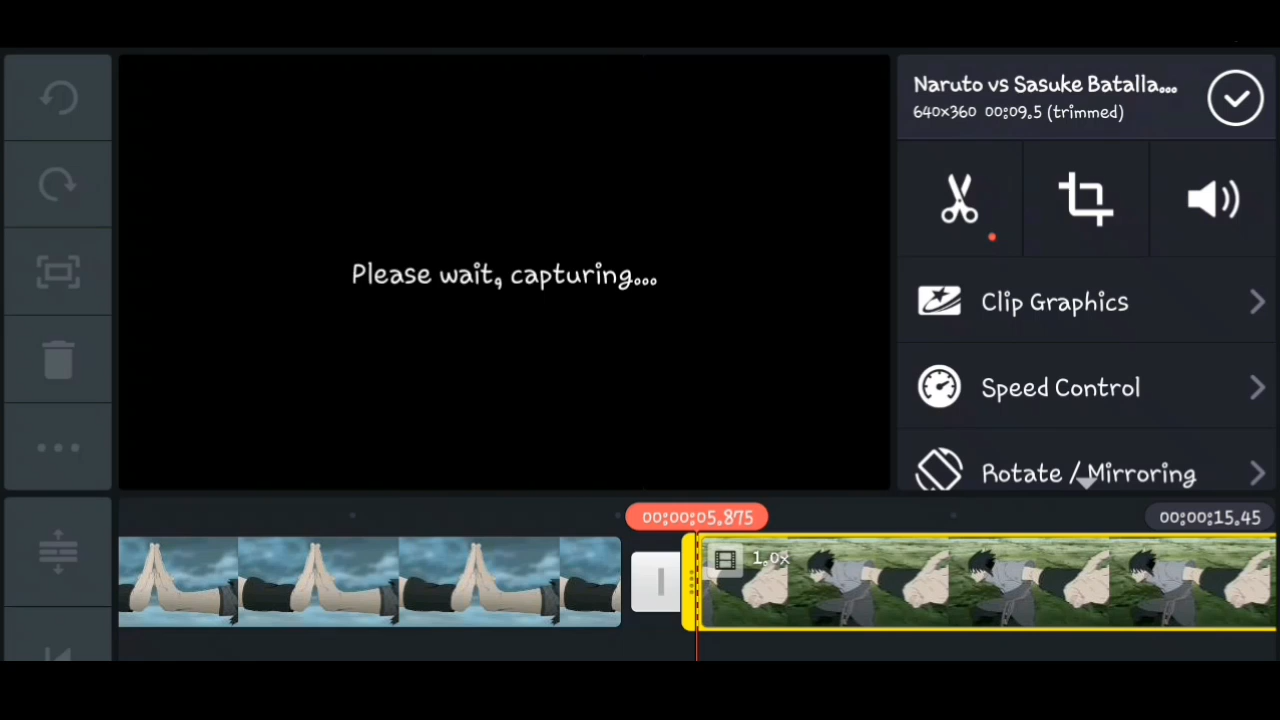 Naruto vs Sasuke Batalla...
640x360 00:09.5 (trimmed)
Please wait, capturing...
Clip Graphics
Speed Control
Rotate / Mirroring
00:00:05.875
00:00:15.45
1.0x